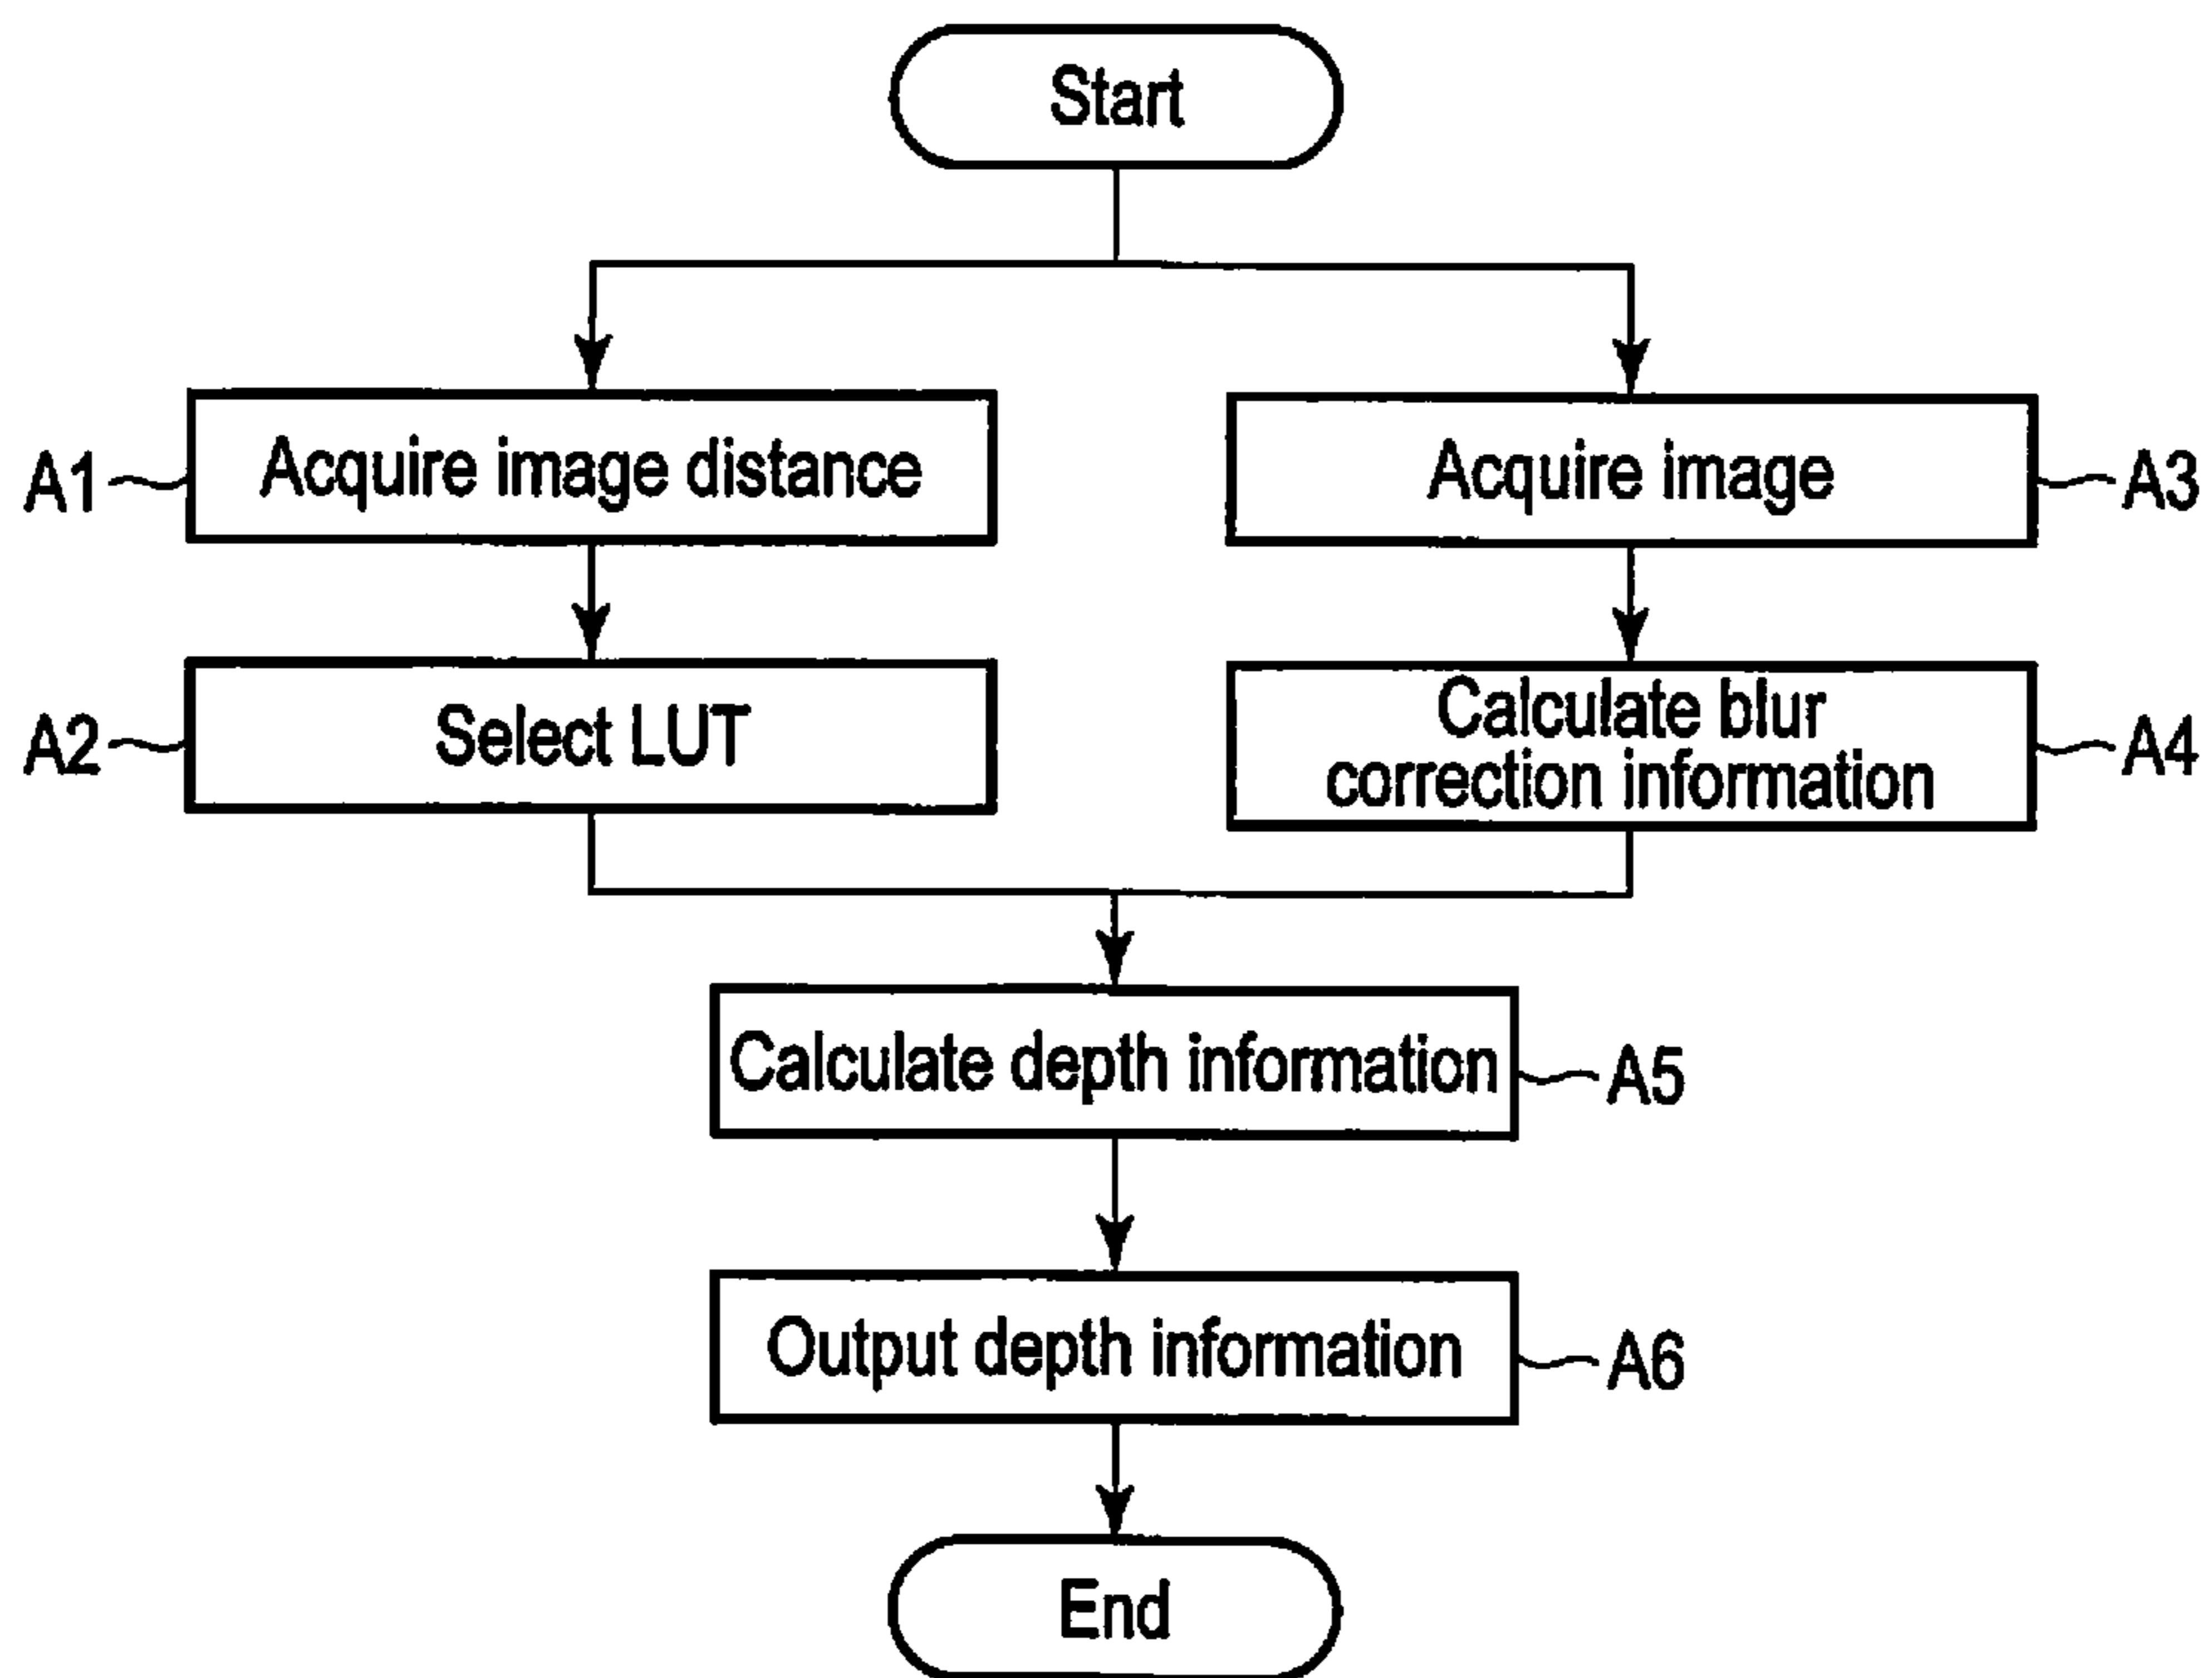 Start
A1
Acquire image distance
Acquire image
A3
A2
Select LUT
Calculate blur
correction information
A4
Calculate depth information
A5
Output depth information
A6
End